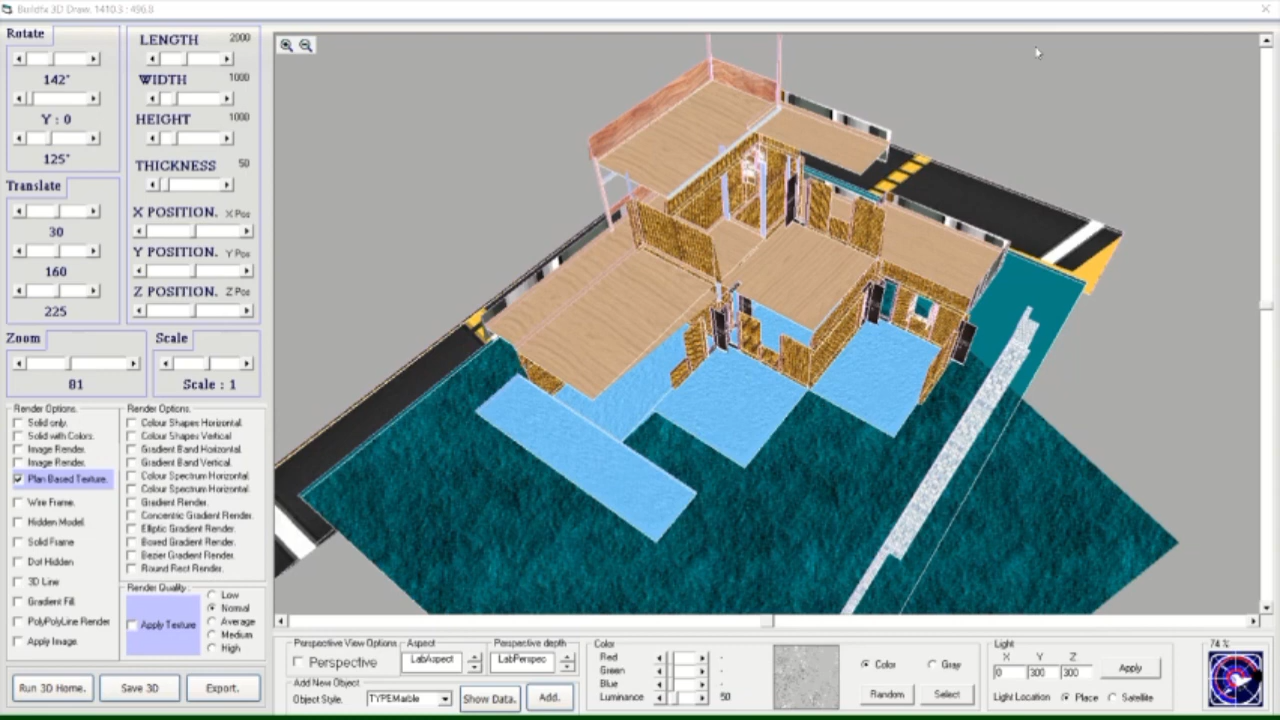 Buildfix 3D Draw, 1410.3 : 496.8
Rotate
142°
Y : 0
125°
Translate
30
160
225
LENGTH 2000
WIDTH 1000
HEIGHT 1000
THICKNESS 50
X POSITION. X Pos
Y POSITION. Y Pos
Z POSITION. Z Pos
Zoom
81
Scale
Scale : 1
Render Options.
Solid only.
Solid with Colors.
Image Render.
Image Render.
Plan Based Texture.
Wire Frame.
Hidden Model
Solid Frame
Dot Hidden
3D Line
Gradient Fill.
PolyPolyLine Render
Apply Image.
Render Options.
Colour Shapes Horizontal.
Colour Shapes Vertical
Gradient Band Horizontal.
Gradient Band Vertical.
Colour Spectrum Horizontal.
Colour Spectrum Horizontal.
Gradient Render.
Concentric Gradient Render.
Elliptic Gradient Render.
Boxed Gradient Render.
Bezier Gradient Render.
Round Rect Render.
Render Quality :
Apply Texture
Low
Normal
Average
Medium
High
Run 3D Home.
Save 3D
Export.
Perspective View Options
Perspective
Aspect
LabAspect
Perspective depth
LabPerspec
Add New Object
Object Style.
TYPEMarble
Show Data.
Add.
Color
Red
Green
Blue
Luminance 50
Color
Gray
Random
Select
Light
X Y Z
0 300 300
Apply
Light Location
Place
Satellite
74 %